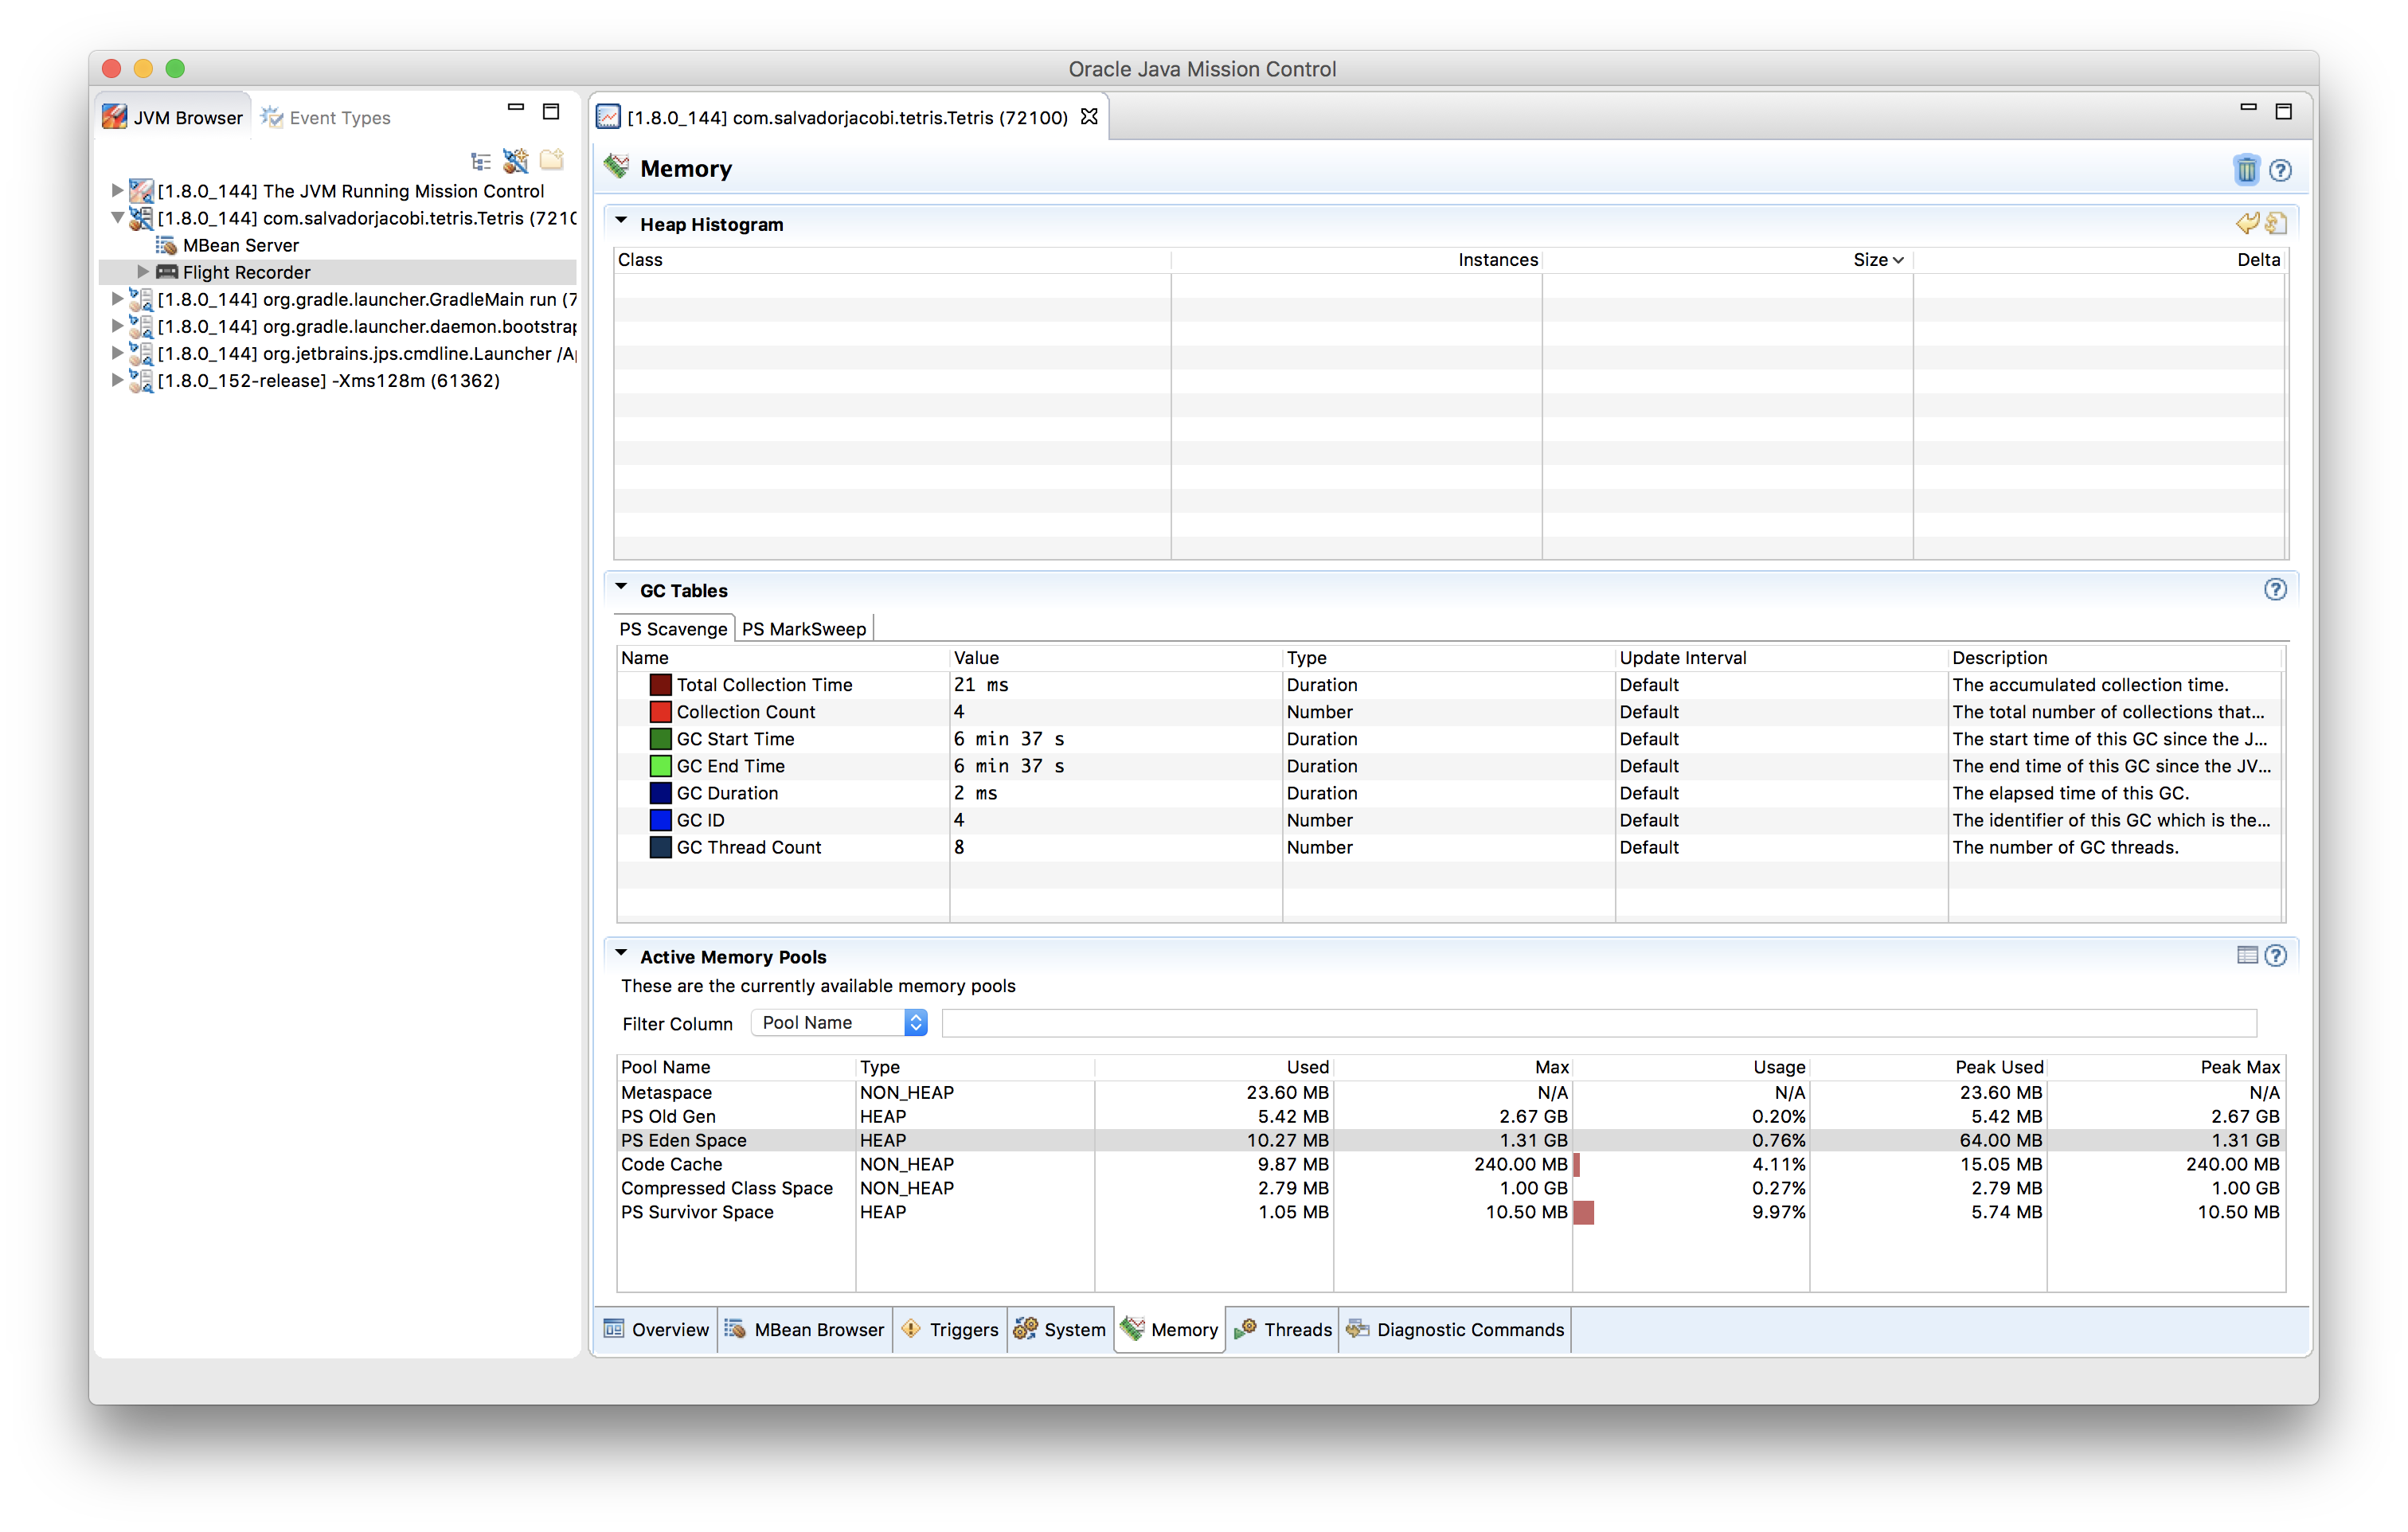 Oracle Java Mission Control
JVM Browser Event Types
[1.8.0_144] The JVM Running Mission Control
[1.8.0_144] com.salvadorjacobi.tetris.Tetris (7210
MBean Server
Flight Recorder
[1.8.0_144] org.gradle.launcher.GradleMain run (7
[1.8.0_144] org.gradle.launcher.daemon.bootstrap
[1.8.0_144] org.jetbrains.jps.cmdline.Launcher /Ap
[1.8.0_152-release] -Xms128m (61362)
[1.8.0_144] com.salvadorjacobi.tetris.Tetris (72100)
Memory
Heap Histogram
Class Instances Size Delta
GC Tables
PS Scavenge PS MarkSweep
Name Value Type Update Interval Description
Total Collection Time 21 ms Duration Default The accumulated collection time.
Collection Count 4 Number Default The total number of collections that...
GC Start Time 6 min 37 s Duration Default The start time of this GC since the J...
GC End Time 6 min 37 s Duration Default The end time of this GC since the JV...
GC Duration 2 ms Duration Default The elapsed time of this GC.
GC ID 4 Number Default The identifier of this GC which is the...
GC Thread Count 8 Number Default The number of GC threads.
Active Memory Pools
These are the currently available memory pools
Filter Column Pool Name
Pool Name Type Used Max Usage Peak Used Peak Max
Metaspace NON_HEAP 23.60 MB N/A N/A 23.60 MB N/A
PS Old Gen HEAP 5.42 MB 2.67 GB 0.20% 5.42 MB 2.67 GB
PS Eden Space HEAP 10.27 MB 1.31 GB 0.76% 64.00 MB 1.31 GB
Code Cache NON_HEAP 9.87 MB 240.00 MB 4.11% 15.05 MB 240.00 MB
Compressed Class Space NON_HEAP 2.79 MB 1.00 GB 0.27% 2.79 MB 1.00 GB
PS Survivor Space HEAP 1.05 MB 10.50 MB 9.97% 5.74 MB 10.50 MB
Overview MBean Browser Triggers System Memory Threads Diagnostic Commands